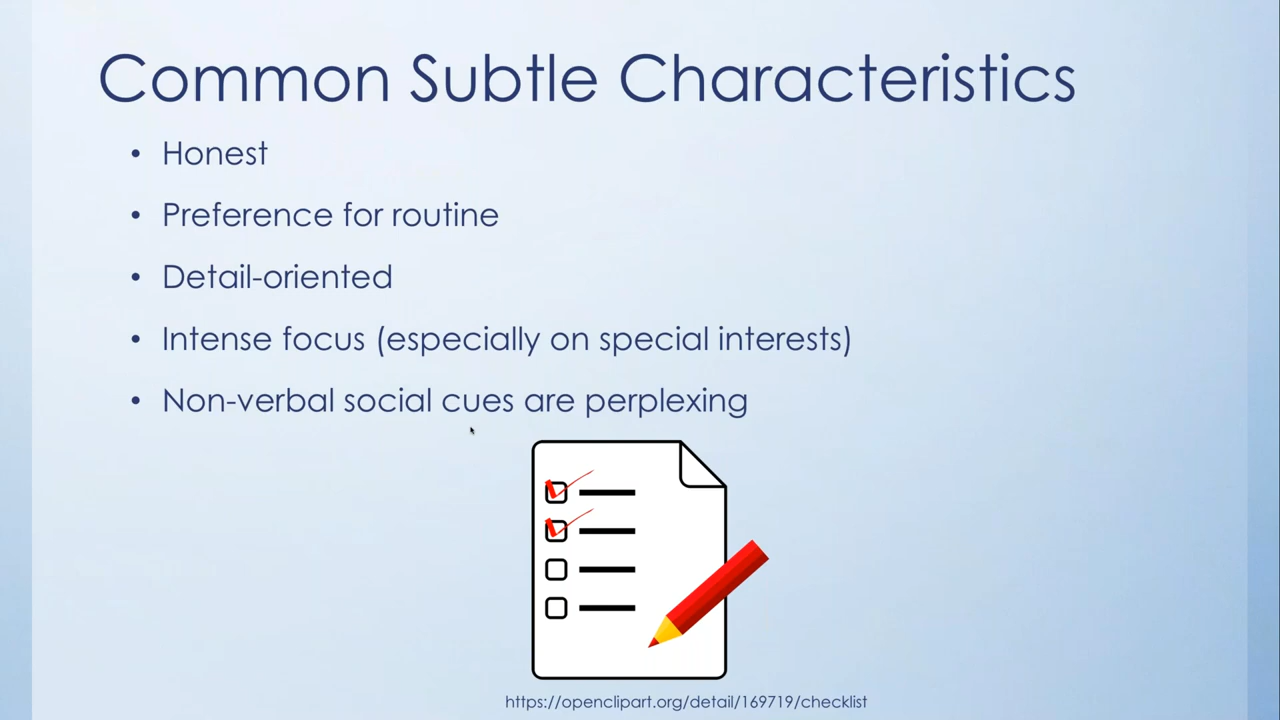 Common Subtle Characteristics
• Honest
• Preference for routine
• Detail-oriented
• Intense focus (especially on special interests)
• Non-verbal social cues are perplexing
https://openclipart.org/detail/169719/checklist